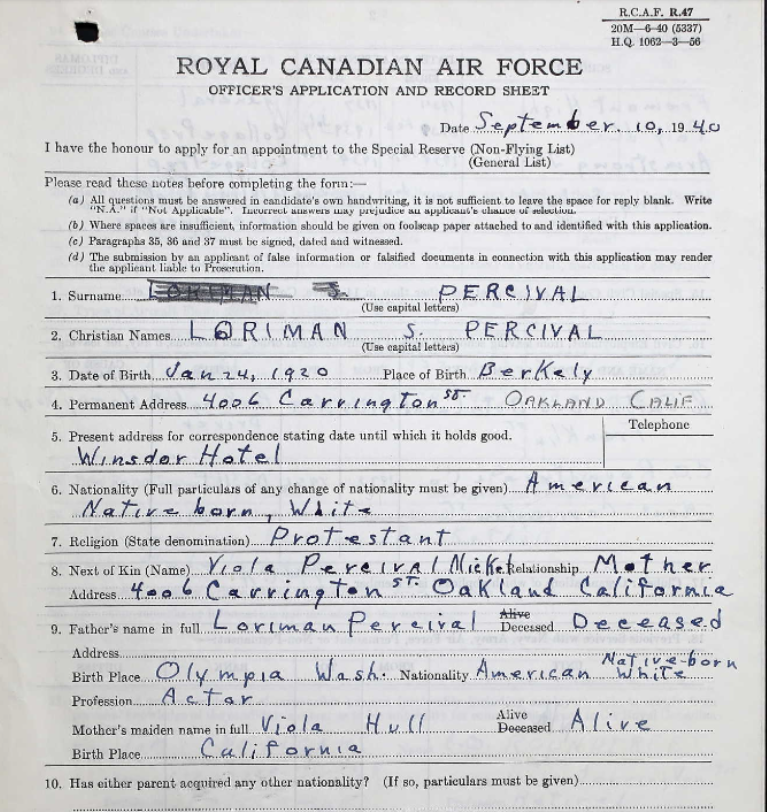 R.C.A.F. R.47
20M—6-40 (5337)
H.Q. 1062—3—56
ROYAL CANADIAN AIR FORCE
OFFICER'S APPLICATION AND RECORD SHEET
Date September 10, 1940
I have the honour to apply for an appointment to the Special Reserve (Non-Flying List)
(General List)
Please read these notes before completing the form:—
(a) All questions must be answered in candidate's own handwriting, it is not sufficient to leave the space for reply blank. Write
"N.A." if "Not Applicable". Incorrect answers may prejudice an applicant's chance of selection.
(b) Where spaces are insufficient, information should be given on foolscap paper attached to and identified with this application.
(c) Paragraphs 35, 36 and 37 must be signed, dated and witnessed.
(d) The submission by an applicant of false information or falsified documents in connection with this application may render
the applicant liable to Prosecution.
1. Surname LORIMAN S. PERCIVAL
(Use capital letters)
2. Christian Names LORIMAN S. PERCIVAL
(Use capital letters)
3. Date of Birth Jan 24, 1920 Place of Birth Berkely
4. Permanent Address 4006 Carrington ST. OAKLAND CALIF
5. Present address for correspondence stating date until which it holds good. Telephone
Winsdor Hotel
6. Nationality (Full particulars of any change of nationality must be given) American
Native born, White
7. Religion (State denomination) Protestant
8. Next of Kin (Name) Viola Percival Nickel Relationship Mother
Address 4006 Carrington ST. Oakland California
9. Father's name in full Loriman Percival Alive Deceased Deceased
Address
Birth Place Olympia Wash. Nationality American Native-born White
Profession Actar
Mother's maiden name in full Viola Hull Alive Deceased Alive
Birth Place California
10. Has either parent acquired any other nationality? (If so, particulars must be given)